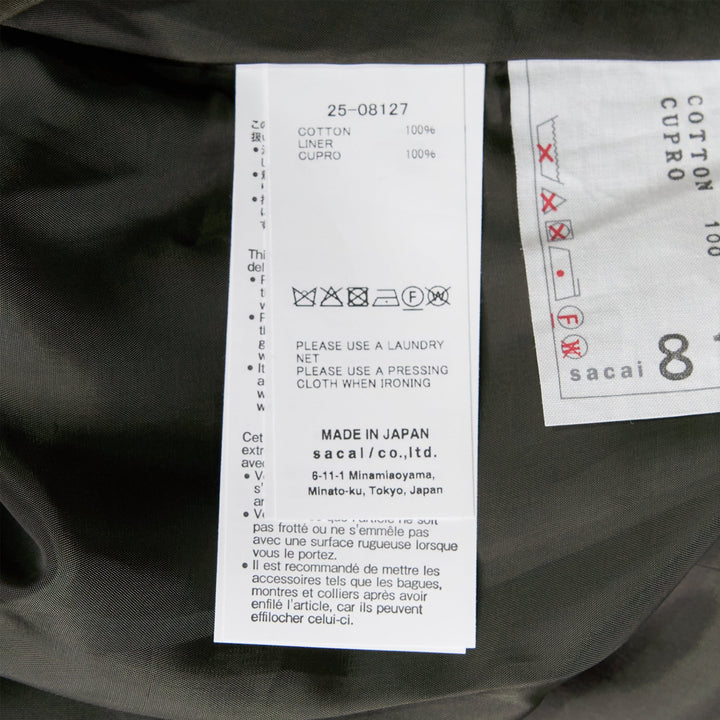 25-08127
COTTON 100%
LINER
CUPRO 100%
PLEASE USE A LAUNDRY
NET
PLEASE USE A PRESSING
CLOTH WHEN IRONING
MADE IN JAPAN
sacai/co.,ltd.
6-11-1 Minamiaoyama,
Minato-ku, Tokyo, Japan
Cet
pas frotté ou ne s'emmêle pas
avec une surface rugueuse lorsque
vous le portez.
• Il est recommandé de mettre les
accessoires tels que les bagues,
montres et colliers après avoir
enfilé l'article, car ils peuvent
effilocher celui-ci.
COTTON 100
CUPRO
sacai 8